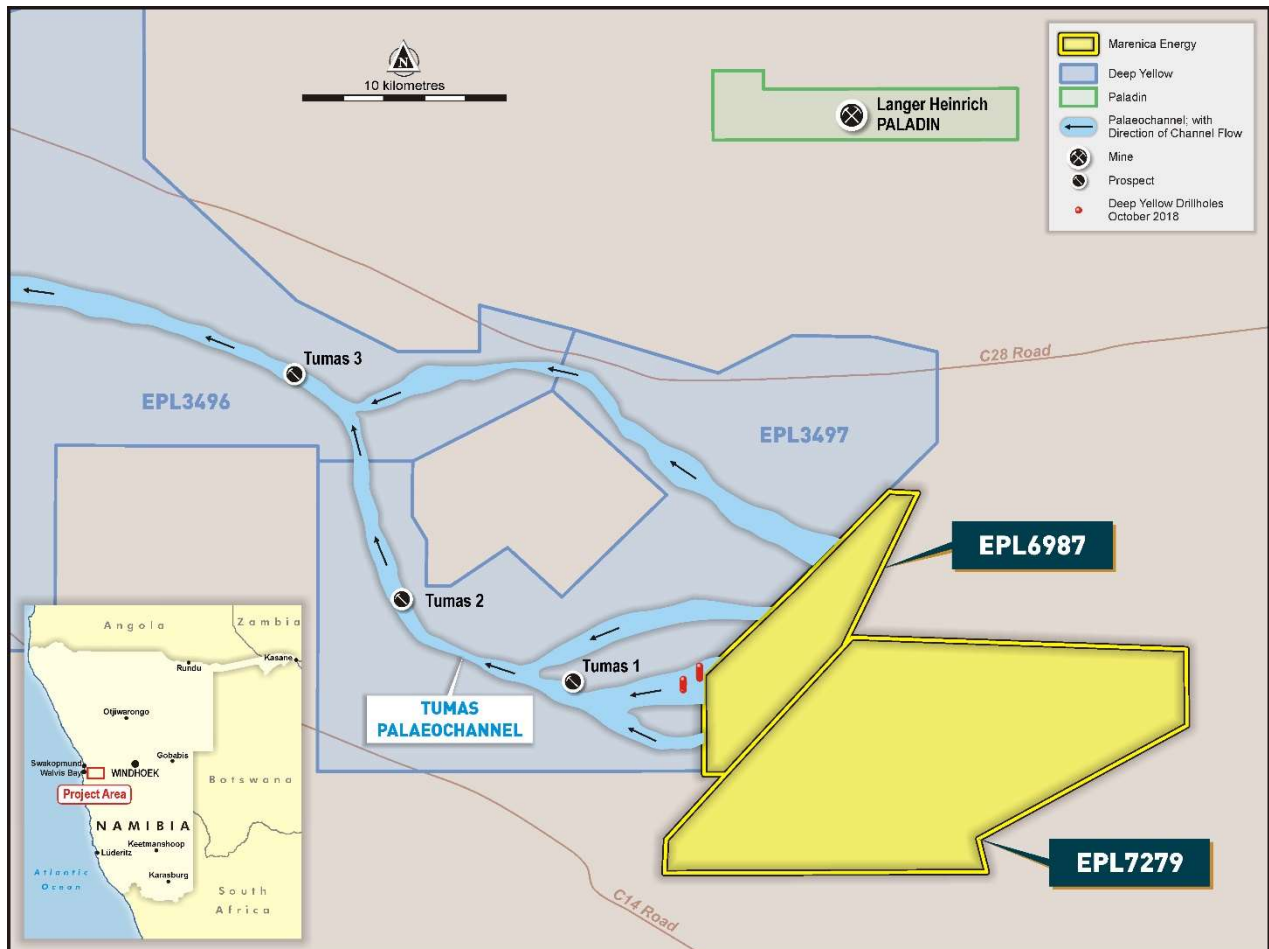 N
10 kilometres
Langer Heinrich
PALADIN
Marenica Energy
Deep Yellow
Paladin
Palaeochannel; with
Direction of Channel Flow
Mine
Prospect
Deep Yellow Drillholes
October 2018
C28 Road
Tumas 3
EPL3496
EPL3497
EPL6987
Tumas 2
Tumas 1
TUMAS
PALAEOCHANNEL
EPL7279
C14 Road
Angola
Zambia
Rundu
Kasane
Otjiwarongo
Gobabis
Swakopmund
Walvis Bay
WINDHOEK
Botswana
Project Area
NAMIBIA
Keetmanshoop
Lüderitz
Karasburg
Atlantic
Ocean
South
Africa